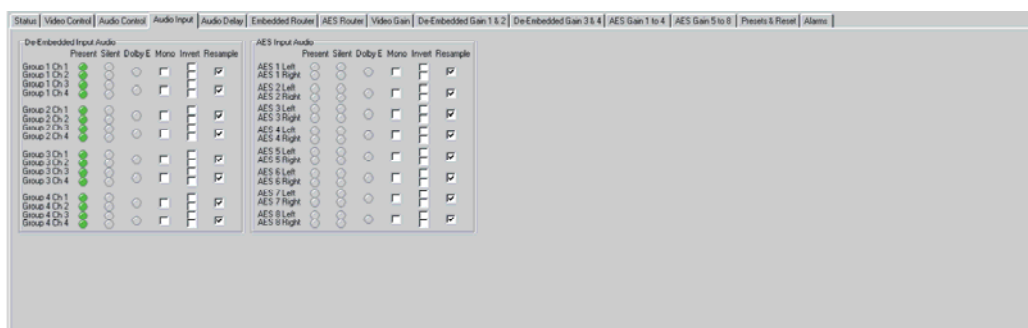 Status Video Control Audio Control Audio Input Audio Delay Embedded Router AES Router Video Gain De-Embedded Gain 1 & 2 De-Embedded Gain 3 & 4 AES Gain 1 to 4 AES Gain 5 to 8 Presets & Reset Alarms
De-Embedded Input Audio
Present Silent Dolby E Mono Invert Resample
Group 1 Ch 1
Group 1 Ch 2
Group 1 Ch 3
Group 1 Ch 4
Group 2 Ch 1
Group 2 Ch 2
Group 2 Ch 3
Group 2 Ch 4
Group 3 Ch 1
Group 3 Ch 2
Group 3 Ch 3
Group 3 Ch 4
Group 4 Ch 1
Group 4 Ch 2
Group 4 Ch 3
Group 4 Ch 4
AES Input Audio
Present Silent Dolby E Mono Invert Resample
AES 1 Left
AES 1 Right
AES 2 Left
AES 2 Right
AES 3 Left
AES 3 Right
AES 4 Left
AES 4 Right
AES 5 Left
AES 5 Right
AES 6 Left
AES 6 Right
AES 7 Left
AES 7 Right
AES 8 Left
AES 8 Right